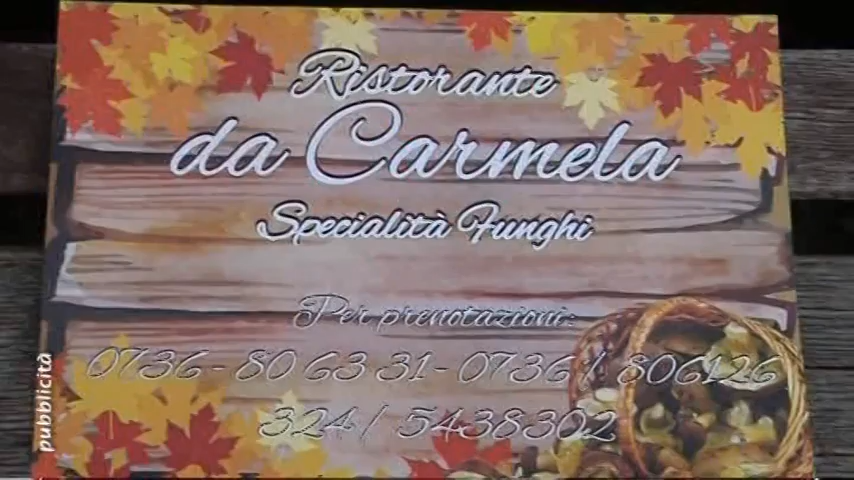 Ristorante
da Carmela
Specialità Funghi
Per prenotazioni:
0736 - 80 63 31 - 0736 / 806126
324 / 5438302
pubblicità